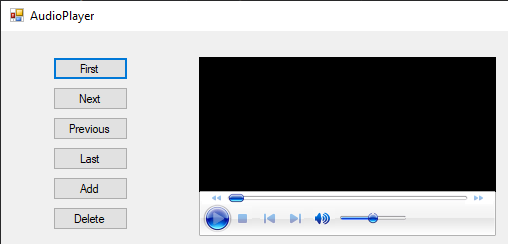 AudioPlayer
First
Next
Previous
Last
Add
Delete